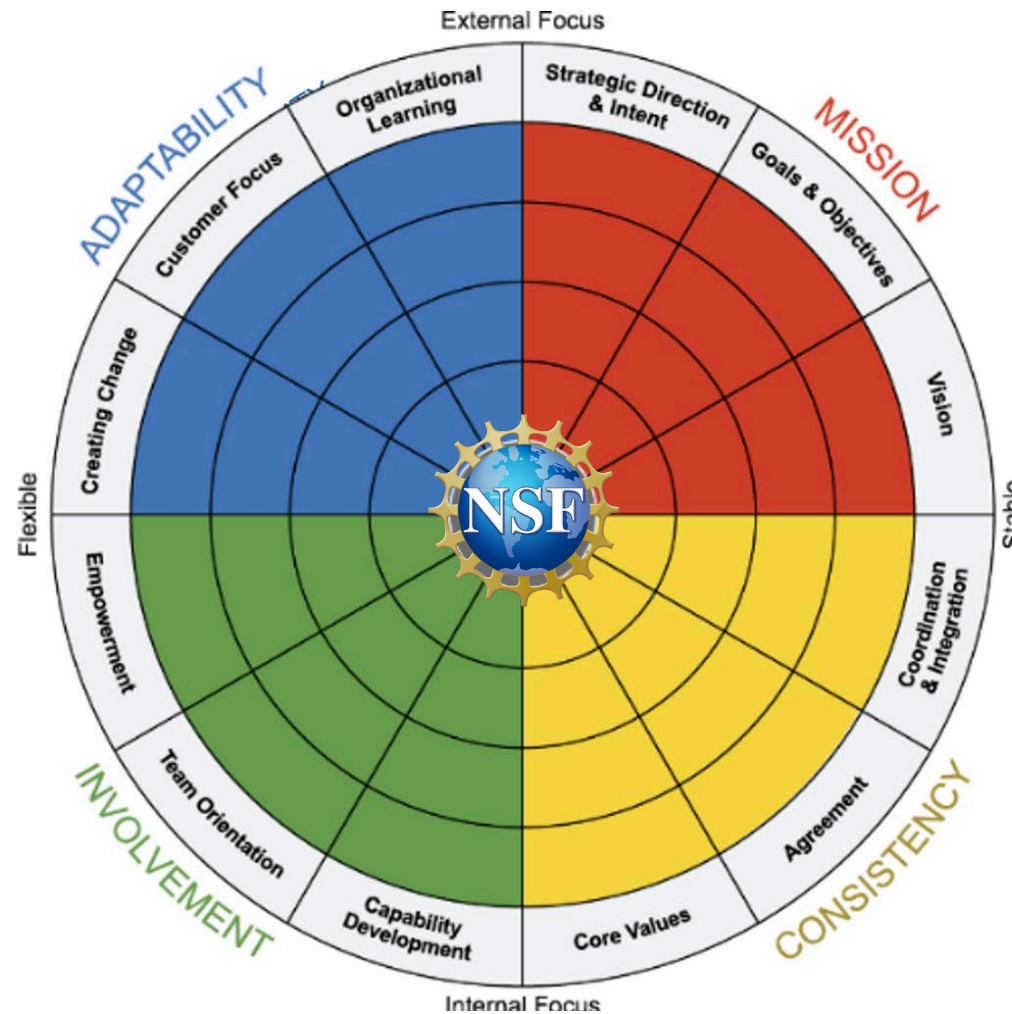 External Focus
ADAPTABILITY
MISSION
Organizational
Learning
Strategic Direction
& Intent
Customer Focus
Goals & Objectives
Creating Change
Vision
Flexible
NSF
Stable
Empowerment
Coordination
& Integration
Team Orientation
Agreement
INVOLVEMENT
CONSISTENCY
Capability
Development
Core Values
Internal Focus